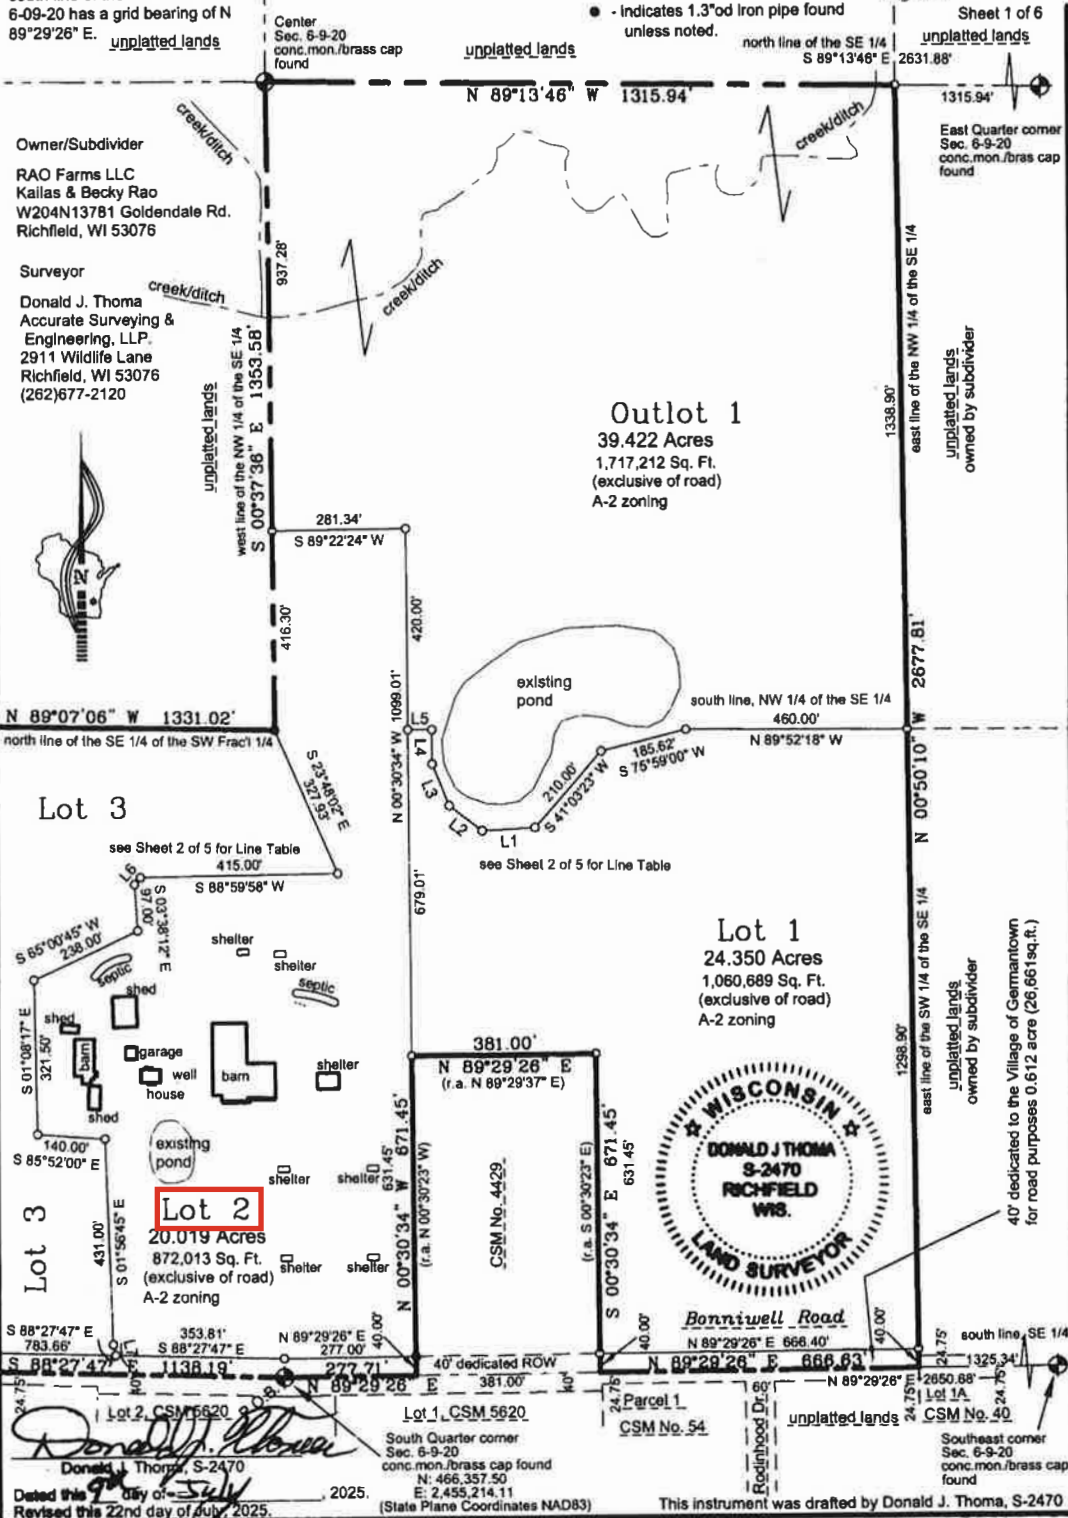 6-09-20 has a grid bearing of N
89°29'26" E.
unplatted lands
Center
Sec. 6-9-20
conc.mon./brass cap
found
unplatted lands
- Indicates 1.3"od Iron pipe found
unless noted.
Sheet 1 of 6
unplatted lands
north line of the SE 1/4
S 89°13'46" E 2631.88'
N 89°13'46" W 1315.94'
1315.94'
East Quarter corner
Sec. 6-9-20
conc.mon./bras cap
found
creek/ditch
creek/ditch
Owner/Subdivider
RAO Farms LLC
Kailas & Becky Rao
W204N13781 Goldendale Rd.
Richfield, WI 53076
Surveyor
Donald J. Thoma
Accurate Surveying &
Engineering, LLP.
2911 Wildlife Lane
Richfield, WI 53076
(262)677-2120
937.28'
creek/ditch
creek/ditch
unplatted lands
west line of the NW 1/4 of the SE 1/4
S 00°37'36" E 1353.58'
N
Outlot 1
39.422 Acres
1,717,212 Sq. Ft.
(exclusive of road)
A-2 zoning
1338.90'
east line of the NW 1/4 of the SE 1/4
unplatted lands
owned by subdivider
281.34'
S 89°22'24" W
416.30'
420.00'
N 00°30'34" W 1099.01'
existing
pond
south line, NW 1/4 of the SE 1/4
460.00'
N 89°52'18" W
N 00°50'10" W 2677.81'
N 89°07'06" W 1331.02'
north line of the SE 1/4 of the SW Frac'l 1/4
L5
L4
L3
L2
L1
210.00'
S 41°03'23" W
185.62'
S 75°59'00" W
see Sheet 2 of 5 for Line Table
S 23°48'02" E
327.93'
Lot 3
see Sheet 2 of 5 for Line Table
415.00'
S 88°59'58" W
L6
97.00'
S 03°38'12" E
S 65°00'45" W
238.00'
679.01'
septic
shed
shelter
shelter
septic
shed
S 01°08'17" E
321.50'
barn
garage
well
house
barn
shelter
shed
140.00'
S 85°52'00" E
existing
pond
shelter
shelter
Lot 1
24.350 Acres
1,060,689 Sq. Ft.
(exclusive of road)
A-2 zoning
1298.90'
east line of the SW 1/4 of the SE 1/4
unplatted lands
owned by subdivider
40' dedicated to the Village of Germantown
for road purposes 0.612 acre (26,661sq.ft.)
381.00'
N 89°29'26" E
(r.a. N 89°29'37" E)
N 00°30'34" W 671.45'
631.45'
(r.a. N 00°30'23" W)
CSM No. 4429
(r.a. S 00°30'23" E)
S 00°30'34" E 671.45'
631.45'
WISCONSIN
DONALD J THOMA
S-2470
RICHFIELD
WIS.
LAND SURVEYOR
Lot 3
431.00'
S 01°56'45" E
Lot 2
20.019 Acres
872,013 Sq. Ft.
(exclusive of road)
A-2 zoning
shelter
shelter
Bonniwell Road
S 88°27'47" E
783.66'
353.81'
S 88°27'47" E
N 89°29'26" E
277.00'
40.00'
40.00'
N 89°29'26" E 666.40'
40.00'
24.75'
south line, SE 1/4
S 88°27'47" 1138.19'
277.71'
N 89°29'26" E
40' dedicated ROW
381.00'
N 89°29'26" E 666.63'
1325.34'
N 89°29'26"
2650.68'
24.75'
40'
40'
24.75'
24.75'
24.75'
Lot 2, CSM 5620
Lot 1, CSM 5620
Parcel 1
CSM No. 54
60'
Rodinhood Dr.
unplatted lands
Lot 1A
CSM No. 40
South Quarter corner
Sec. 6-9-20
conc.mon./brass cap found
N: 466,357.50
E: 2,455,214.11
(State Plane Coordinates NAD83)
Southeast corner
Sec. 6-9-20
conc.mon./brass cap
found
Donald J. Thoma, S-2470
Dated this 9th day of July, 2025.
Revised this 22nd day of July, 2025.
This instrument was drafted by Donald J. Thoma, S-2470